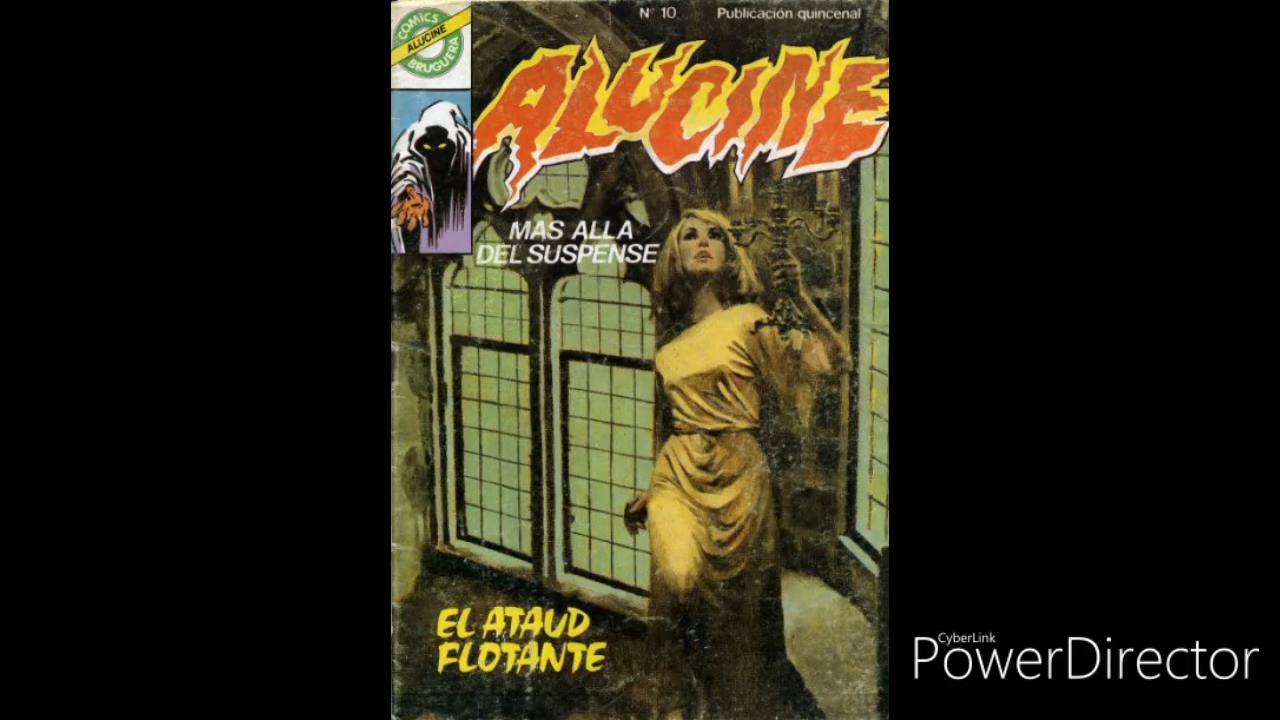 COMICS
ALUCINE
BRUGUERA
Nº 10
Publicación quincenal
ALUCINE
MAS ALLA
DEL SUSPENSE
EL ATAUD
FLOTANTE
CyberLink
PowerDirector